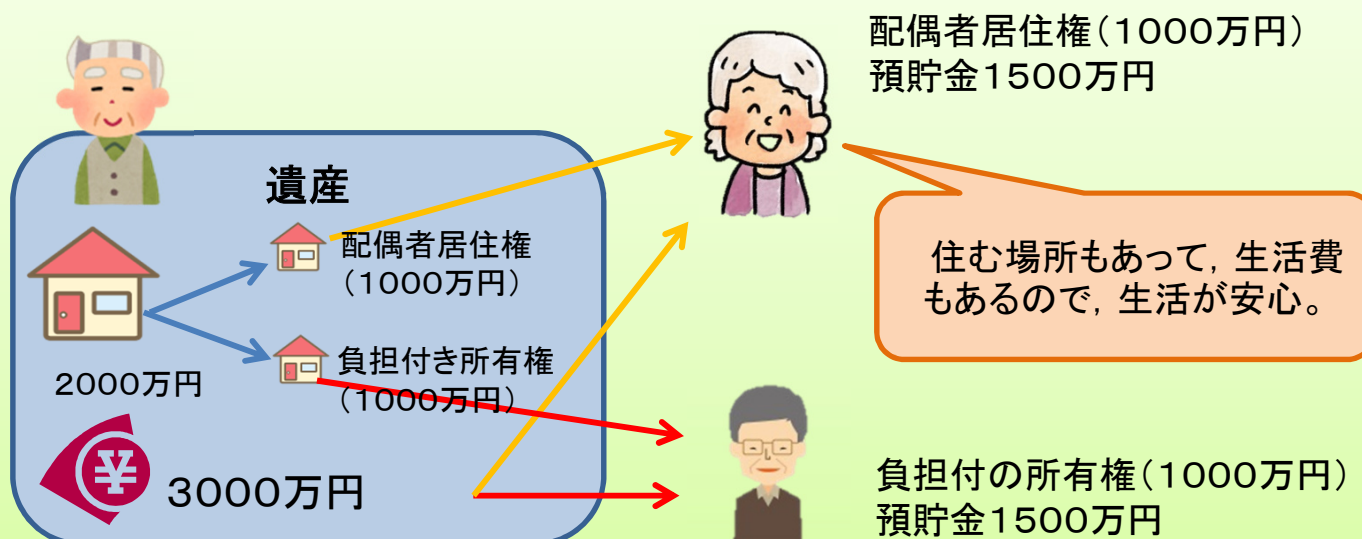 遺産
配偶者居住権
(1000万円)
負担付き所有権
(1000万円)
2000万円
¥
3000万円
配偶者居住権(1000万円)
預貯金1500万円
住む場所もあって,生活費
もあるので,生活が安心。
負担付の所有権(1000万円)
預貯金1500万円